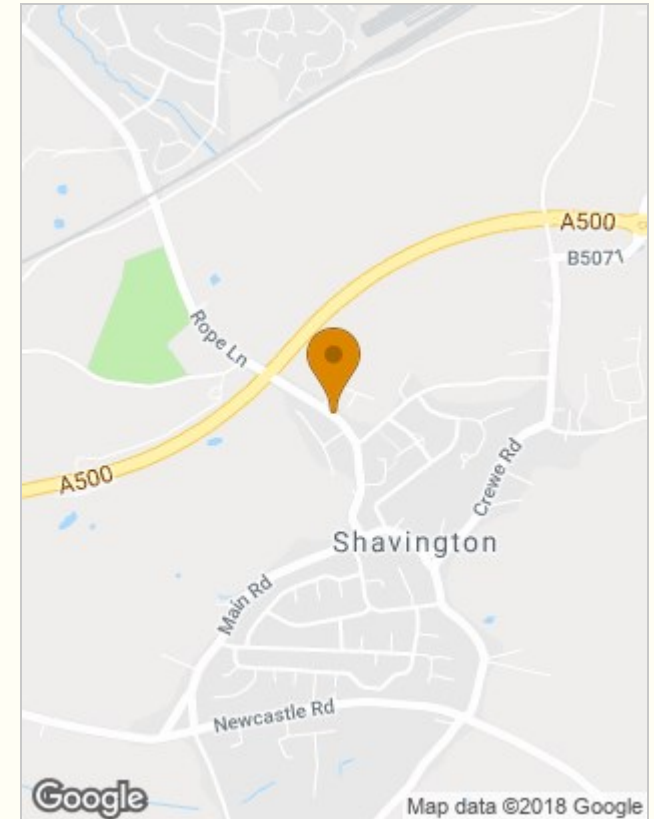 A500
B5071
Rope Ln
A500
Crewe Rd
Shavington
Main Rd
Newcastle Rd
Google
Map data ©2018 Google